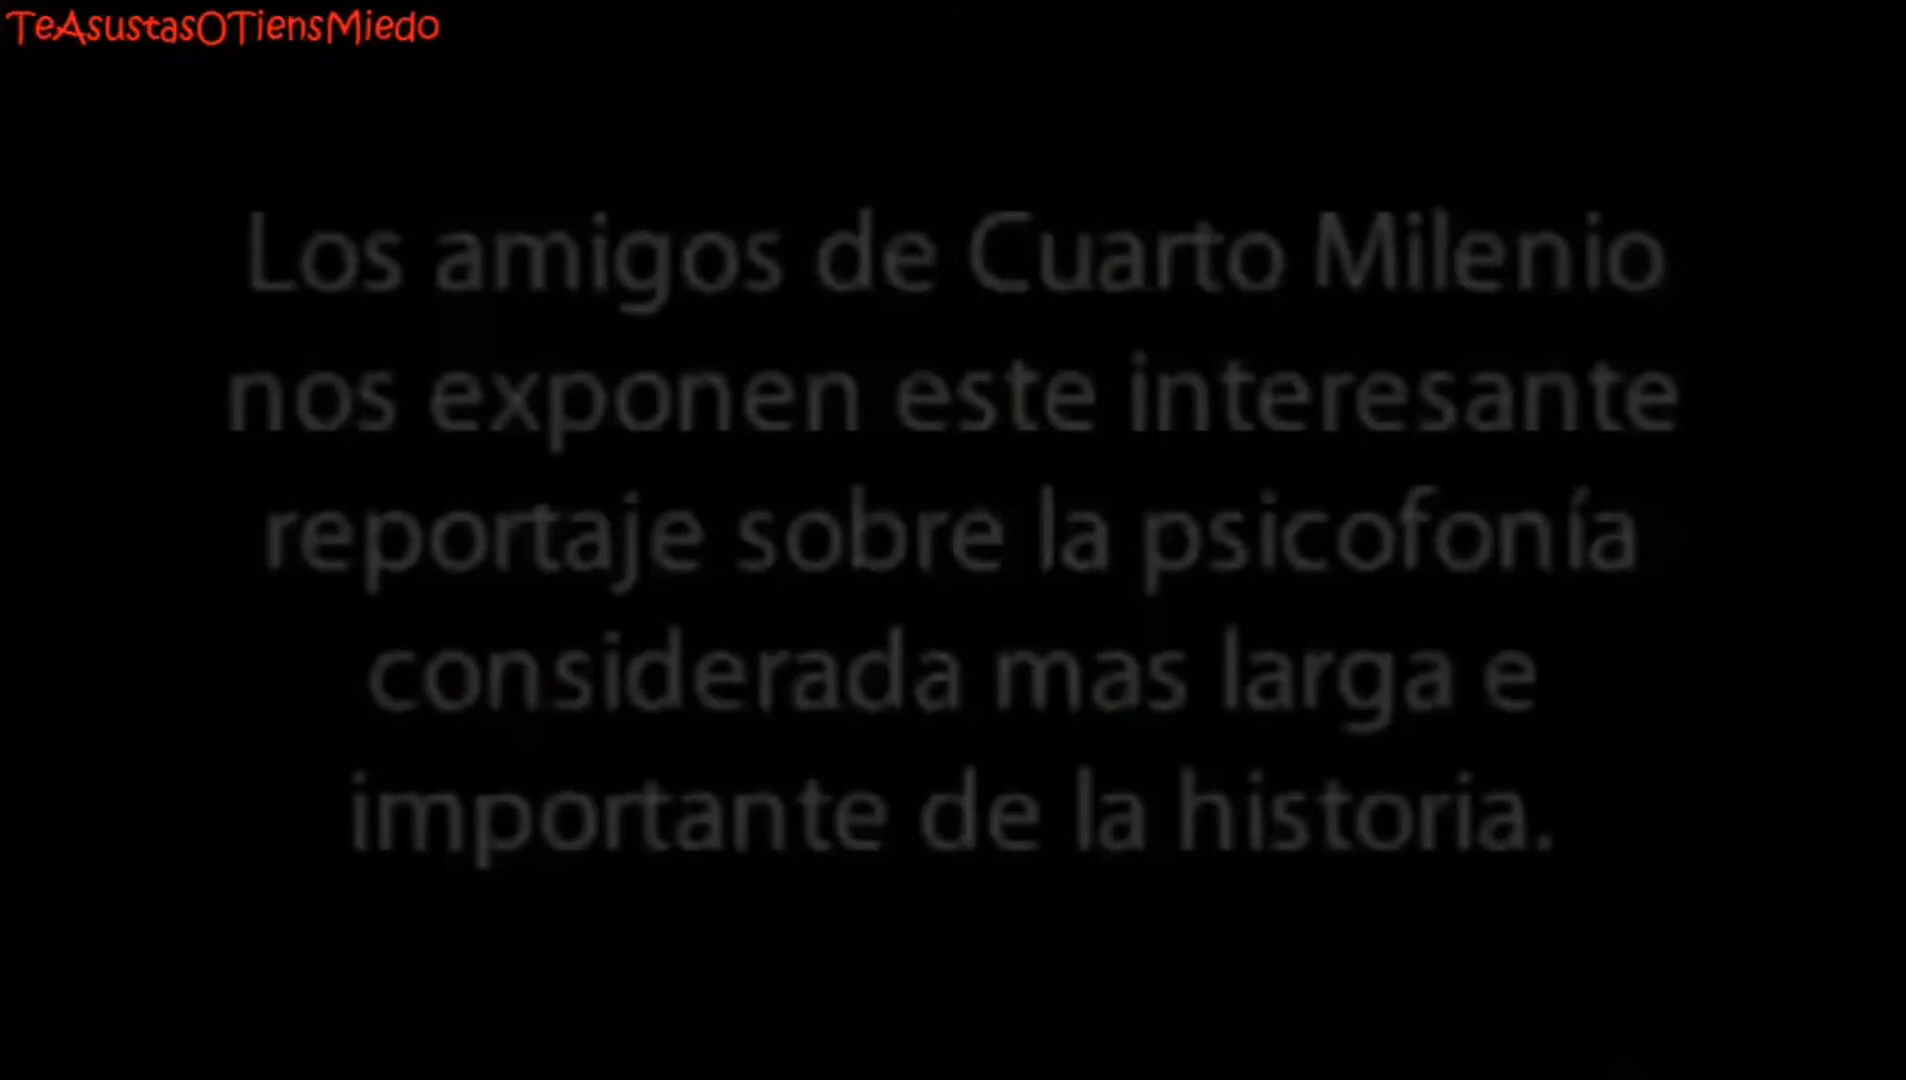 TeAsustasOTiensMiedo
Los amigos de Cuarto Milenio
nos exponen este interesante
reportaje sobre la psicofonía
considerada mas larga e
importante de la historia.